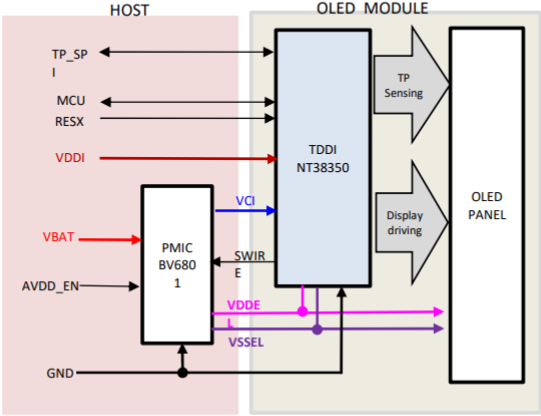 HOST
OLED MODULE
TP_SP
I
MCU
RESX
VDDI
VBAT
AVDD_EN
GND
PMIC
BV680
1
VCI
SWIR
E
VDDE
L
VSSEL
TDDI
NT38350
TP
Sensing
Display
driving
OLED
PANEL